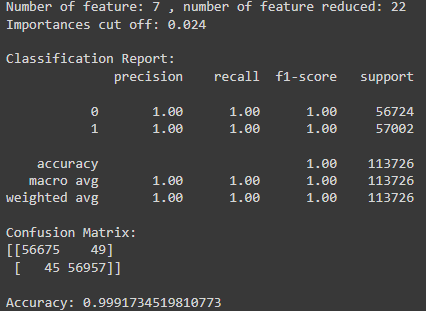 Number of feature: 7 , number of feature reduced: 22
Importances cut off: 0.024
Classification Report:
precision recall f1-score support
0 1.00 1.00 1.00 56724
1 1.00 1.00 1.00 57002
accuracy 1.00 113726
macro avg 1.00 1.00 1.00 113726
weighted avg 1.00 1.00 1.00 113726
Confusion Matrix:
[[56675 49]
[ 45 56957]]
Accuracy: 0.9991734519810773